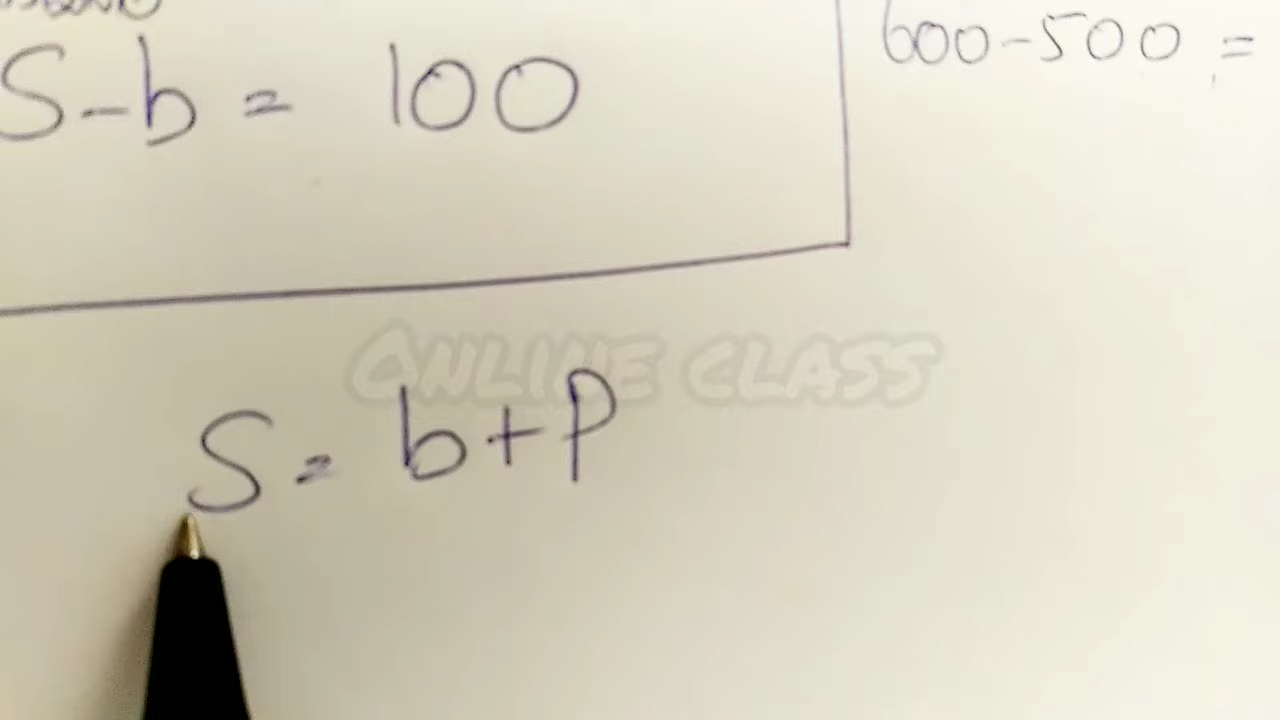 S-b = 100
600-500 =
ONLINE CLASS
S = b+P